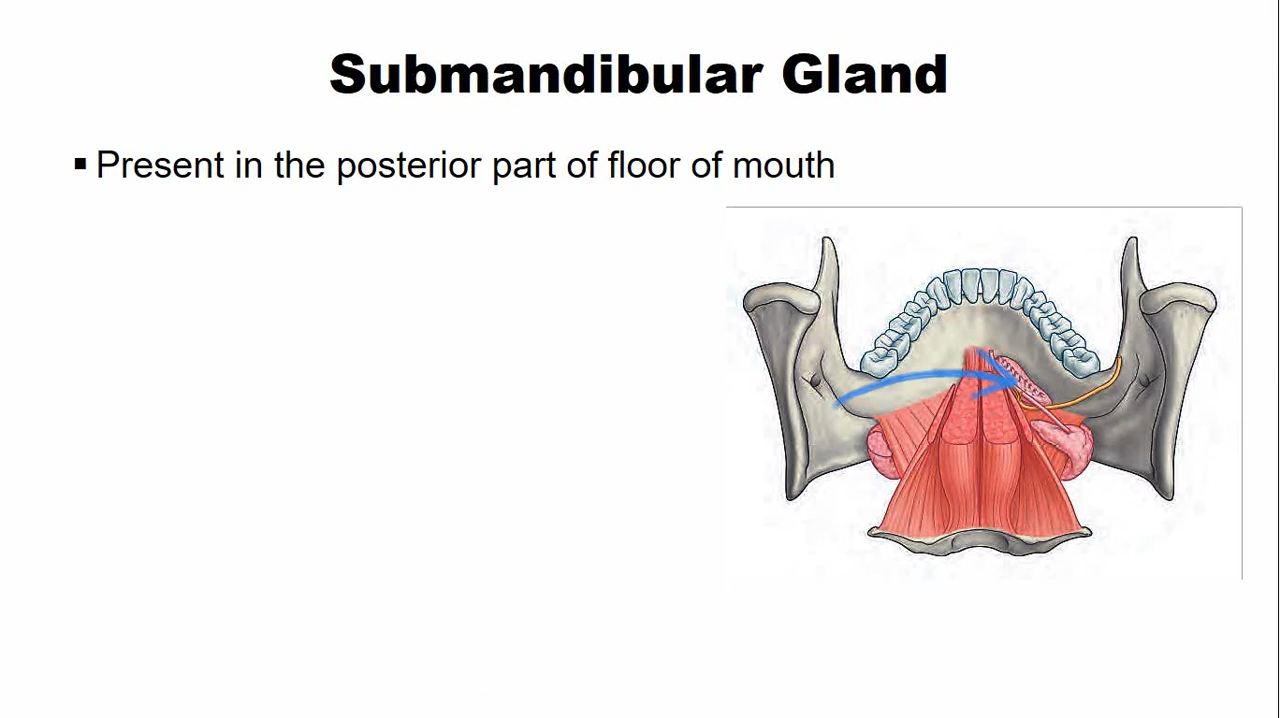 Submandibular Gland
▪ Present in the posterior part of floor of mouth